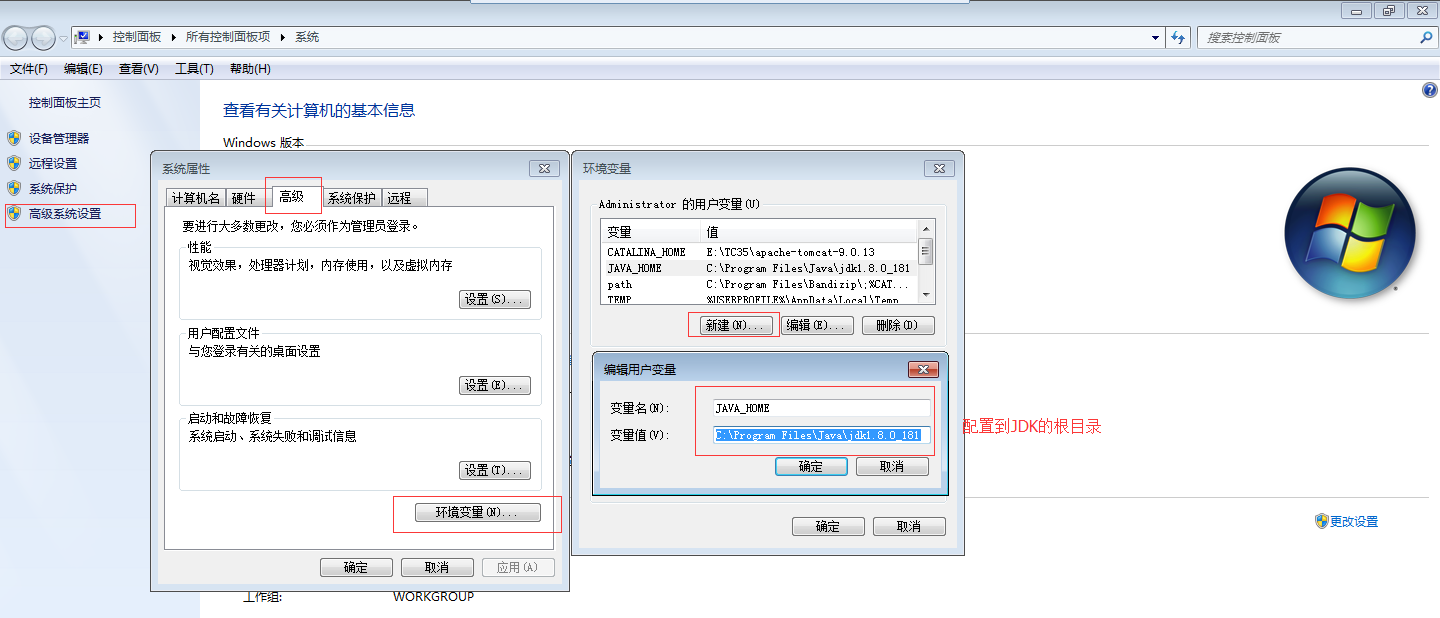 控制面板 ▸ 所有控制面板项 ▸ 系统
搜索控制面板
文件(F) 编辑(E) 查看(V) 工具(T) 帮助(H)
控制面板主页
设备管理器
远程设置
系统保护
高级系统设置
查看有关计算机的基本信息
Windows 版本
系统属性
计算机名 硬件 高级 系统保护 远程
要进行大多数更改，您必须作为管理员登录。
性能
视觉效果，处理器计划，内存使用，以及虚拟内存
设置(S)...
用户配置文件
与您登录有关的桌面设置
设置(E)...
启动和故障恢复
系统启动、系统失败和调试信息
设置(T)...
环境变量(N)...
确定 取消 应用(A)
环境变量
Administrator 的用户变量(U)
变量 值
CATALINA_HOME E:\TC35\apache-tomcat-9.0.13
JAVA_HOME C:\Program Files\Java\jdk1.8.0_181
path C:\Program Files\Bandizip\;%CAT...
TEMP %USERPROFILE%\AppData\Local\Temp
新建(N)... 编辑(E)... 删除(D)
编辑用户变量
变量名(N): JAVA_HOME
变量值(V): C:\Program Files\Java\jdk1.8.0_181
确定 取消
确定 取消
配置到JDK的根目录
更改设置
工作组: WORKGROUP